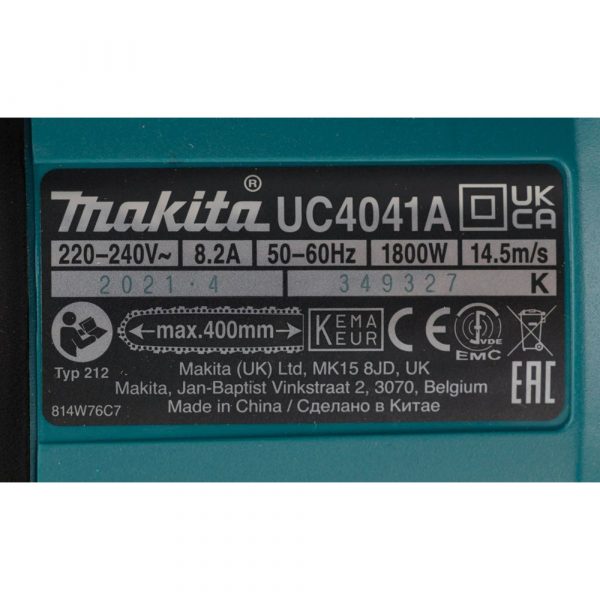 makita® UC4041A UK CA
220–240V~ 8.2A 50–60Hz 1800W 14.5m/s
2021·4 349327 K
max.400mm KEMA KEUR CE VDE EMC
Typ 212
Makita (UK) Ltd, MK15 8JD, UK
Makita, Jan-Baptist Vinkstraat 2, 3070, Belgium
814W76C7 Made in China / Сделано в Китае EAC